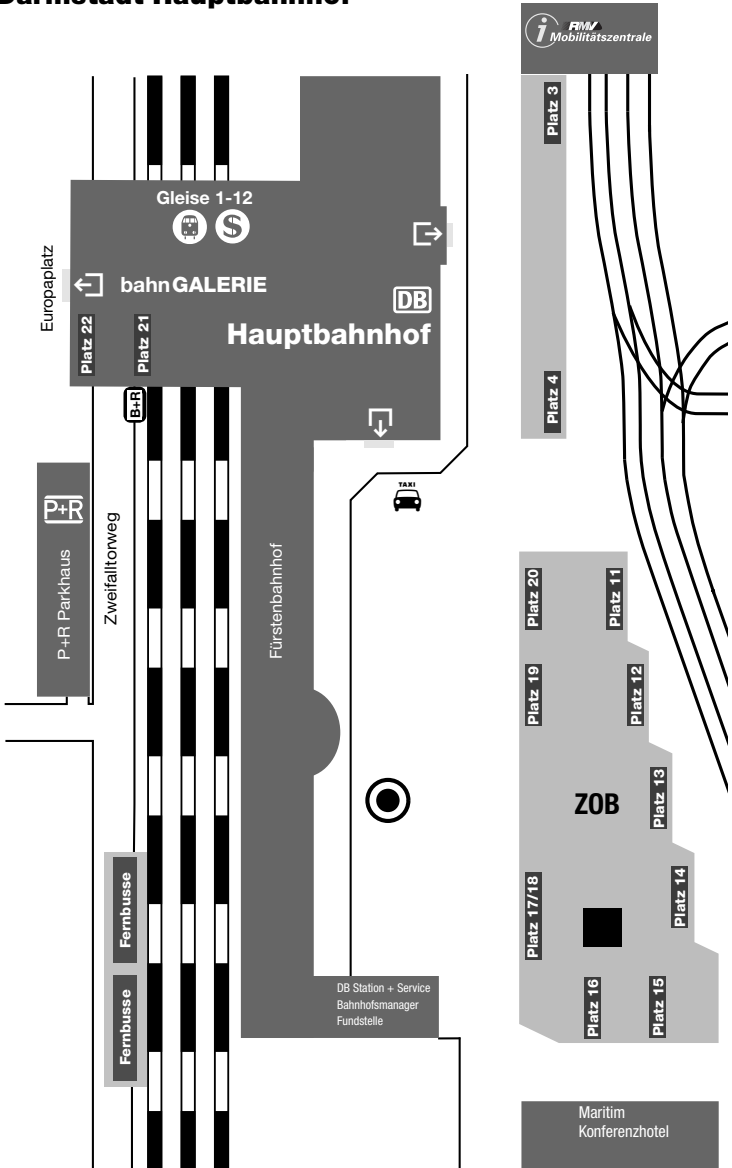 Darmstadt Hauptbahnhof
i RMV
Mobilitätszentrale
Platz 3
Gleise 1-12
S
Europaplatz
bahnGALERIE
DB
Hauptbahnhof
Platz 22
Platz 21
Platz 4
B+R
TAXI
P+R
P+R Parkhaus
Zweifalltorweg
Fürstenbahnhof
Platz 20
Platz 11
Platz 19
Platz 12
Platz 13
ZOB
Platz 14
Platz 17/18
Fernbusse
Fernbusse
Platz 16
Platz 15
DB Station + Service
Bahnhofsmanager
Fundstelle
Maritim
Konferenzhotel